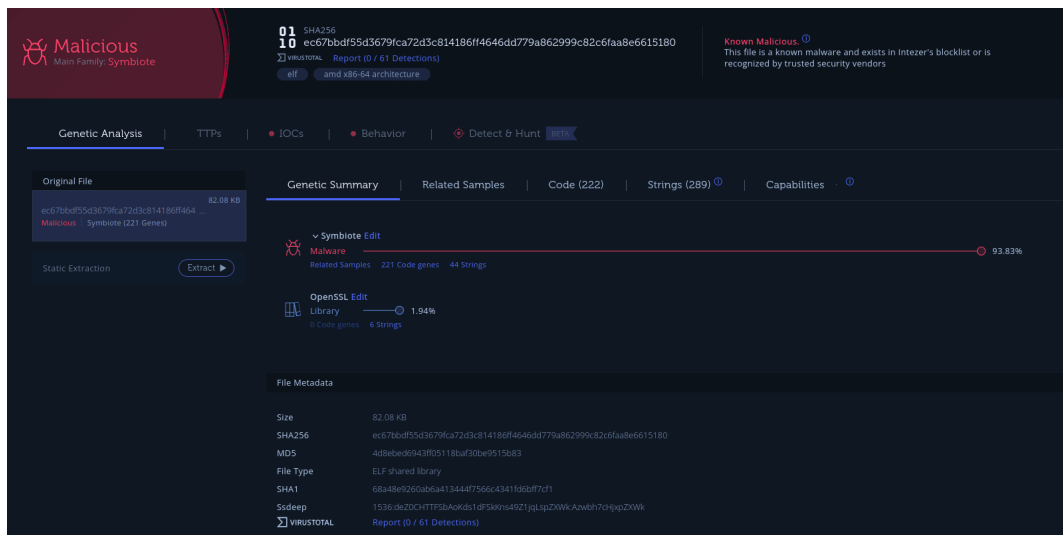 Malicious
Main Family: Symbiote
01 10
SHA256
ec67bbdf55d3679fca72d3c814186ff4646dd779a862999c82c6faa8e6615180
VIRUSTOTAL Report (0 / 61 Detections)
elf amd x86-64 architecture
Known Malicious.
This file is a known malware and exists in Intezer's blocklist or is
recognized by trusted security vendors
Genetic Analysis | TTPs | IOCs | Behavior | Detect & Hunt BETA
Original File
82.08 KB
ec67bbdf55d3679fca72d3c814186ff464 ...
Malicious Symbiote (221 Genes)
Static Extraction Extract
Genetic Summary | Related Samples | Code (222) | Strings (289) | Capabilities
Symbiote Edit
Malware 93.83%
Related Samples 221 Code genes 44 Strings
OpenSSL Edit
Library 1.94%
0 Code genes 6 Strings
File Metadata
Size 82.08 KB
SHA256 ec67bbdf55d3679fca72d3c814186ff4646dd779a862999c82c6faa8e6615180
MD5 4d8ebed6943ff05118baf30be9515b83
File Type ELF shared library
SHA1 68a48e9260ab6a413444f7566c4341fd6bff7cf1
Ssdeep 1536:deZ0CHTTFSbAoKds1dFSkKns49Z1jqLspZXWk:Azwbh7cHjxpZXWk
VIRUSTOTAL Report (0 / 61 Detections)